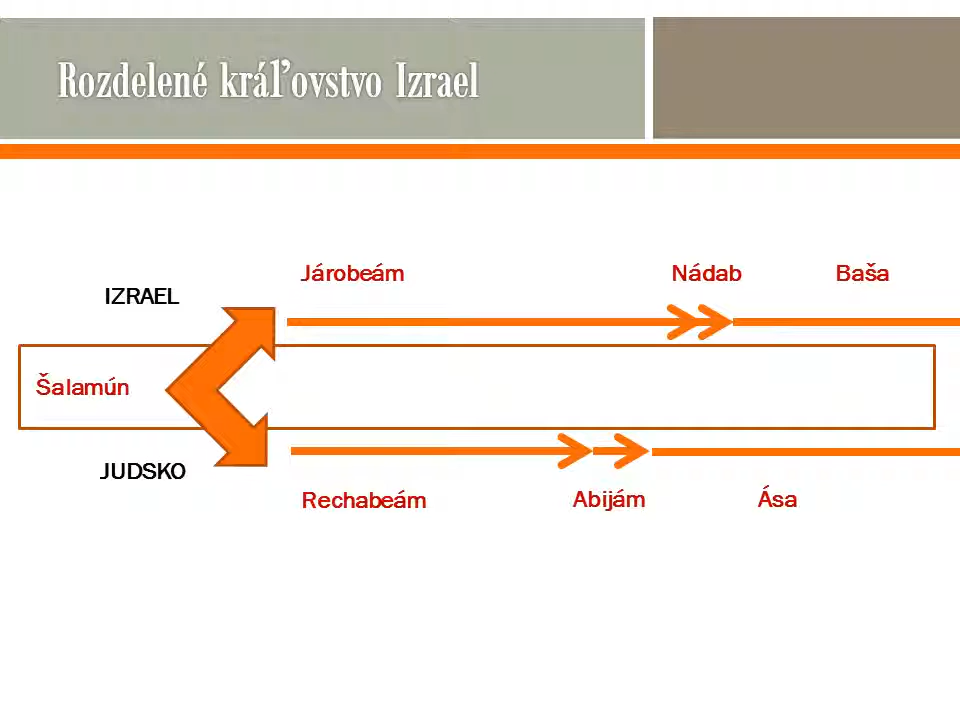 Rozdelené kráľovstvo Izrael
Járobeám
Nádab
Baša
IZRAEL
Šalamún
JUDSKO
Rechabeám
Abijám
Ása